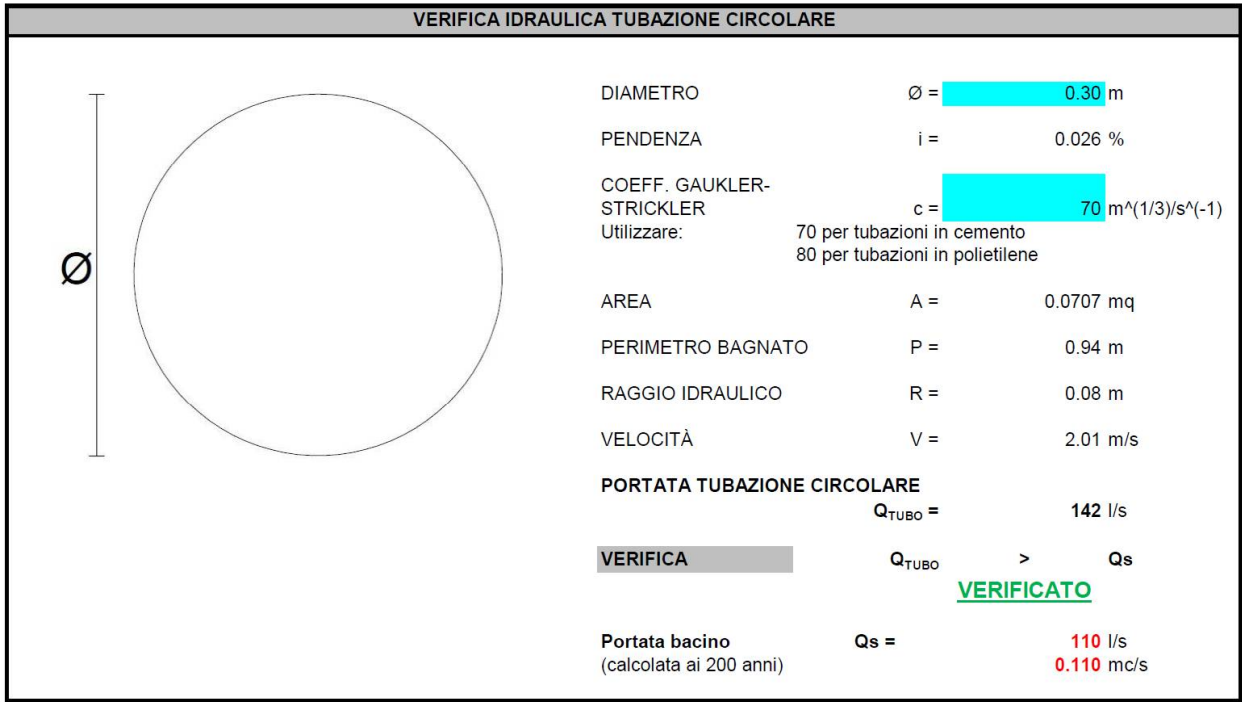 VERIFICA IDRAULICA TUBAZIONE CIRCOLARE
Ø
DIAMETRO Ø = 0.30 m
PENDENZA i = 0.026 %
COEFF. GAUKLER-
STRICKLER c = 70 m^(1/3)/s^(-1)
Utilizzare: 70 per tubazioni in cemento
80 per tubazioni in polietilene
AREA A = 0.0707 mq
PERIMETRO BAGNATO P = 0.94 m
RAGGIO IDRAULICO R = 0.08 m
VELOCITÀ V = 2.01 m/s
PORTATA TUBAZIONE CIRCOLARE
Q_TUBO = 142 l/s
VERIFICA Q_TUBO > Qs
VERIFICATO
Portata bacino Qs = 110 l/s
(calcolata ai 200 anni) 0.110 mc/s